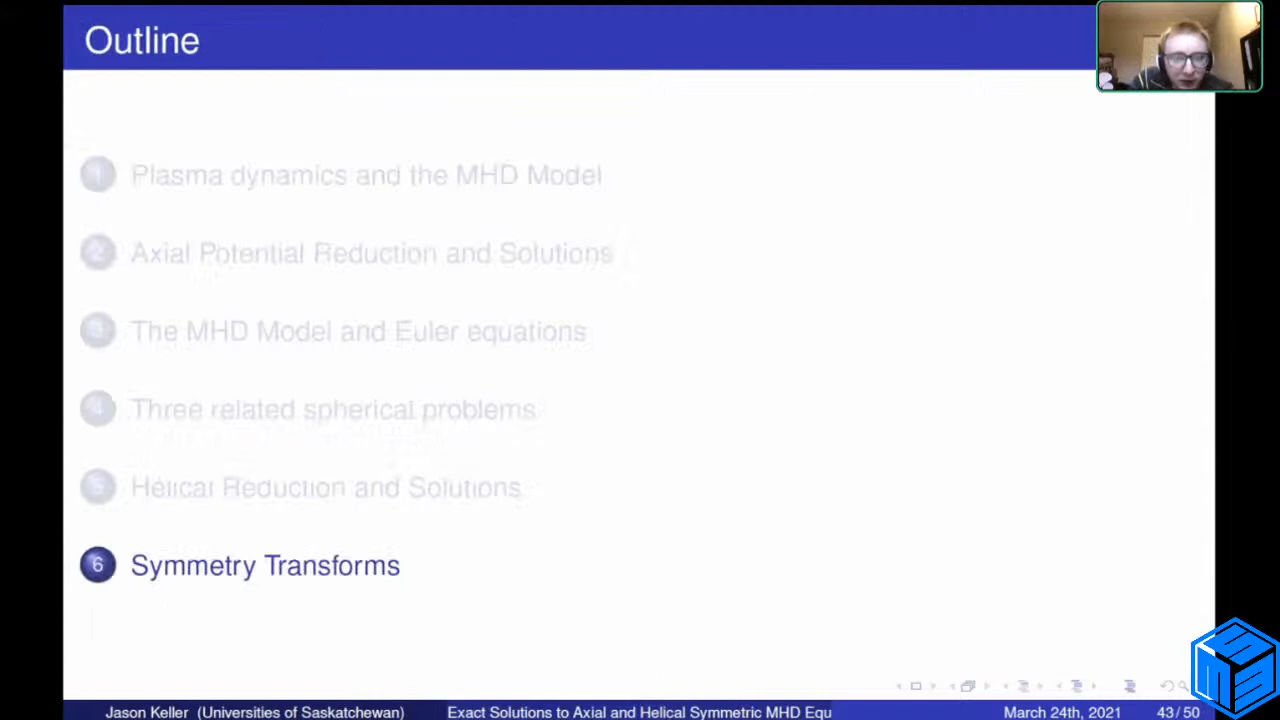 Outline
1 Plasma dynamics and the MHD Model
2 Axial Potential Reduction and Solutions
3 The MHD Model and Euler equations
4 Three related spherical problems
5 Helical Reduction and Solutions
6 Symmetry Transforms
Jason Keller (Universities of Saskatchewan) Exact Solutions to Axial and Helical Symmetric MHD Equ March 24th, 2021 43 / 50